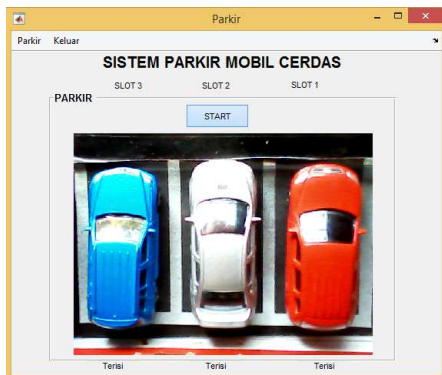 Parkir
Parkir Keluar
SISTEM PARKIR MOBIL CERDAS
SLOT 3 SLOT 2 SLOT 1
PARKIR
START
Terisi Terisi Terisi